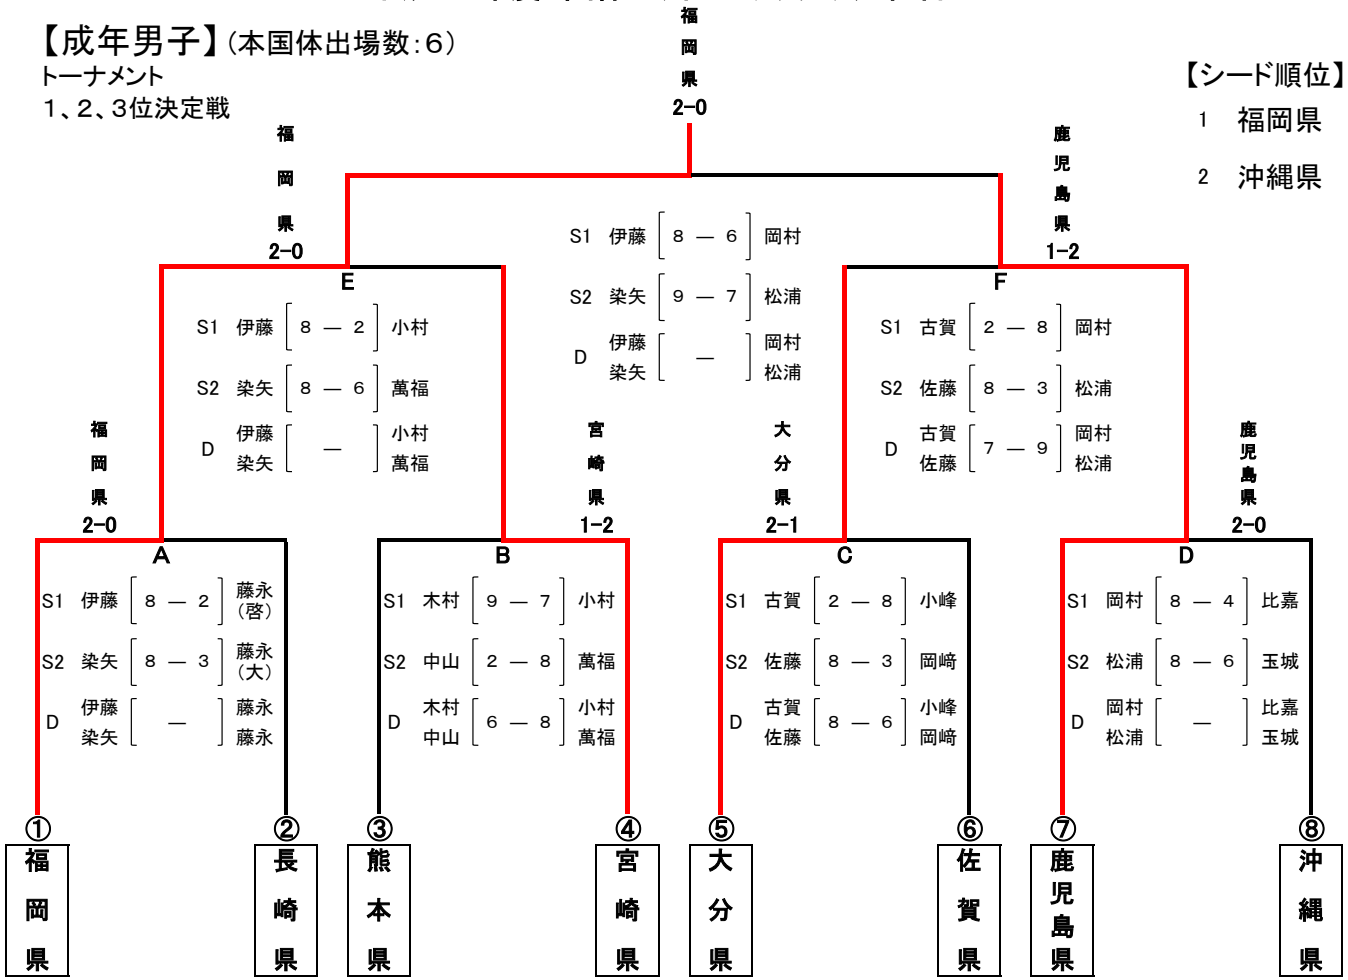 【成年男子】(本国体出場数:6)
トーナメント
1、2、3位決定戦
【シード順位】
1 福岡県
2 沖縄県
福岡県
2-0
福岡県
2-0
鹿児島県
1-2
S1 伊藤 [ 8 — 6 ] 岡村
S2 染矢 [ 9 — 7 ] 松浦
D 伊藤 染矢 [ — ] 岡村 松浦
E
S1 伊藤 [ 8 — 2 ] 小村
S2 染矢 [ 8 — 6 ] 萬福
D 伊藤 染矢 [ — ] 小村 萬福
F
S1 古賀 [ 2 — 8 ] 岡村
S2 佐藤 [ 8 — 3 ] 松浦
D 古賀 佐藤 [ 7 — 9 ] 岡村 松浦
福岡県
2-0
宮崎県
1-2
大分県
2-1
鹿児島県
2-0
A
S1 伊藤 [ 8 — 2 ] 藤永(啓)
S2 染矢 [ 8 — 3 ] 藤永(大)
D 伊藤 染矢 [ — ] 藤永 藤永
B
S1 木村 [ 9 — 7 ] 小村
S2 中山 [ 2 — 8 ] 萬福
D 木村 中山 [ 6 — 8 ] 小村 萬福
C
S1 古賀 [ 2 — 8 ] 小峰
S2 佐藤 [ 8 — 3 ] 岡﨑
D 古賀 佐藤 [ 8 — 6 ] 小峰 岡﨑
D
S1 岡村 [ 8 — 4 ] 比嘉
S2 松浦 [ 8 — 6 ] 玉城
D 岡村 松浦 [ — ] 比嘉 玉城
① 福岡県
② 長崎県
③ 熊本県
④ 宮崎県
⑤ 大分県
⑥ 佐賀県
⑦ 鹿児島県
⑧ 沖縄県